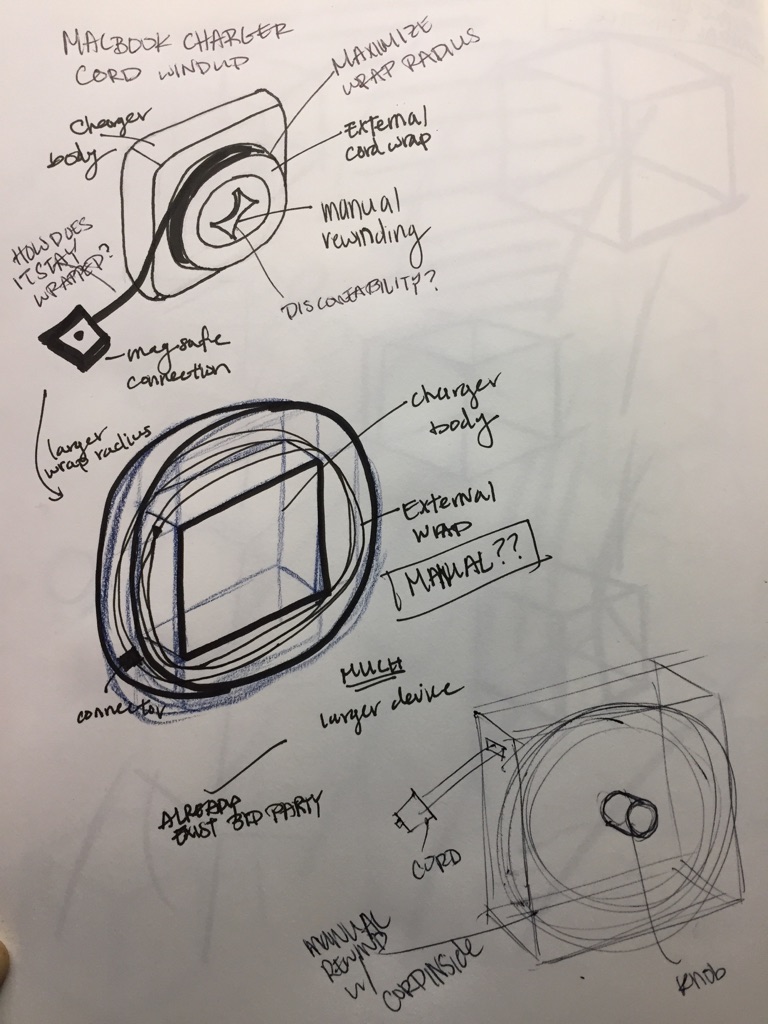 MACBOOK CHARGER
CORD WINDUP
MAXIMIZE
WRAP RADIUS
Charger
body
External
cord wrap
manual
rewinding
HOW DOES
IT STAY
WRAPPED?
DISCOVERABILITY?
magsafe
connection
larger
wrap radius
charger
body
External
wrap
MANUAL??
connector
MUCH
larger device
ALREADY
EXIST 3RD PARTY
CORD
MANUAL
REWIND
W/ CORD INSIDE
Knob